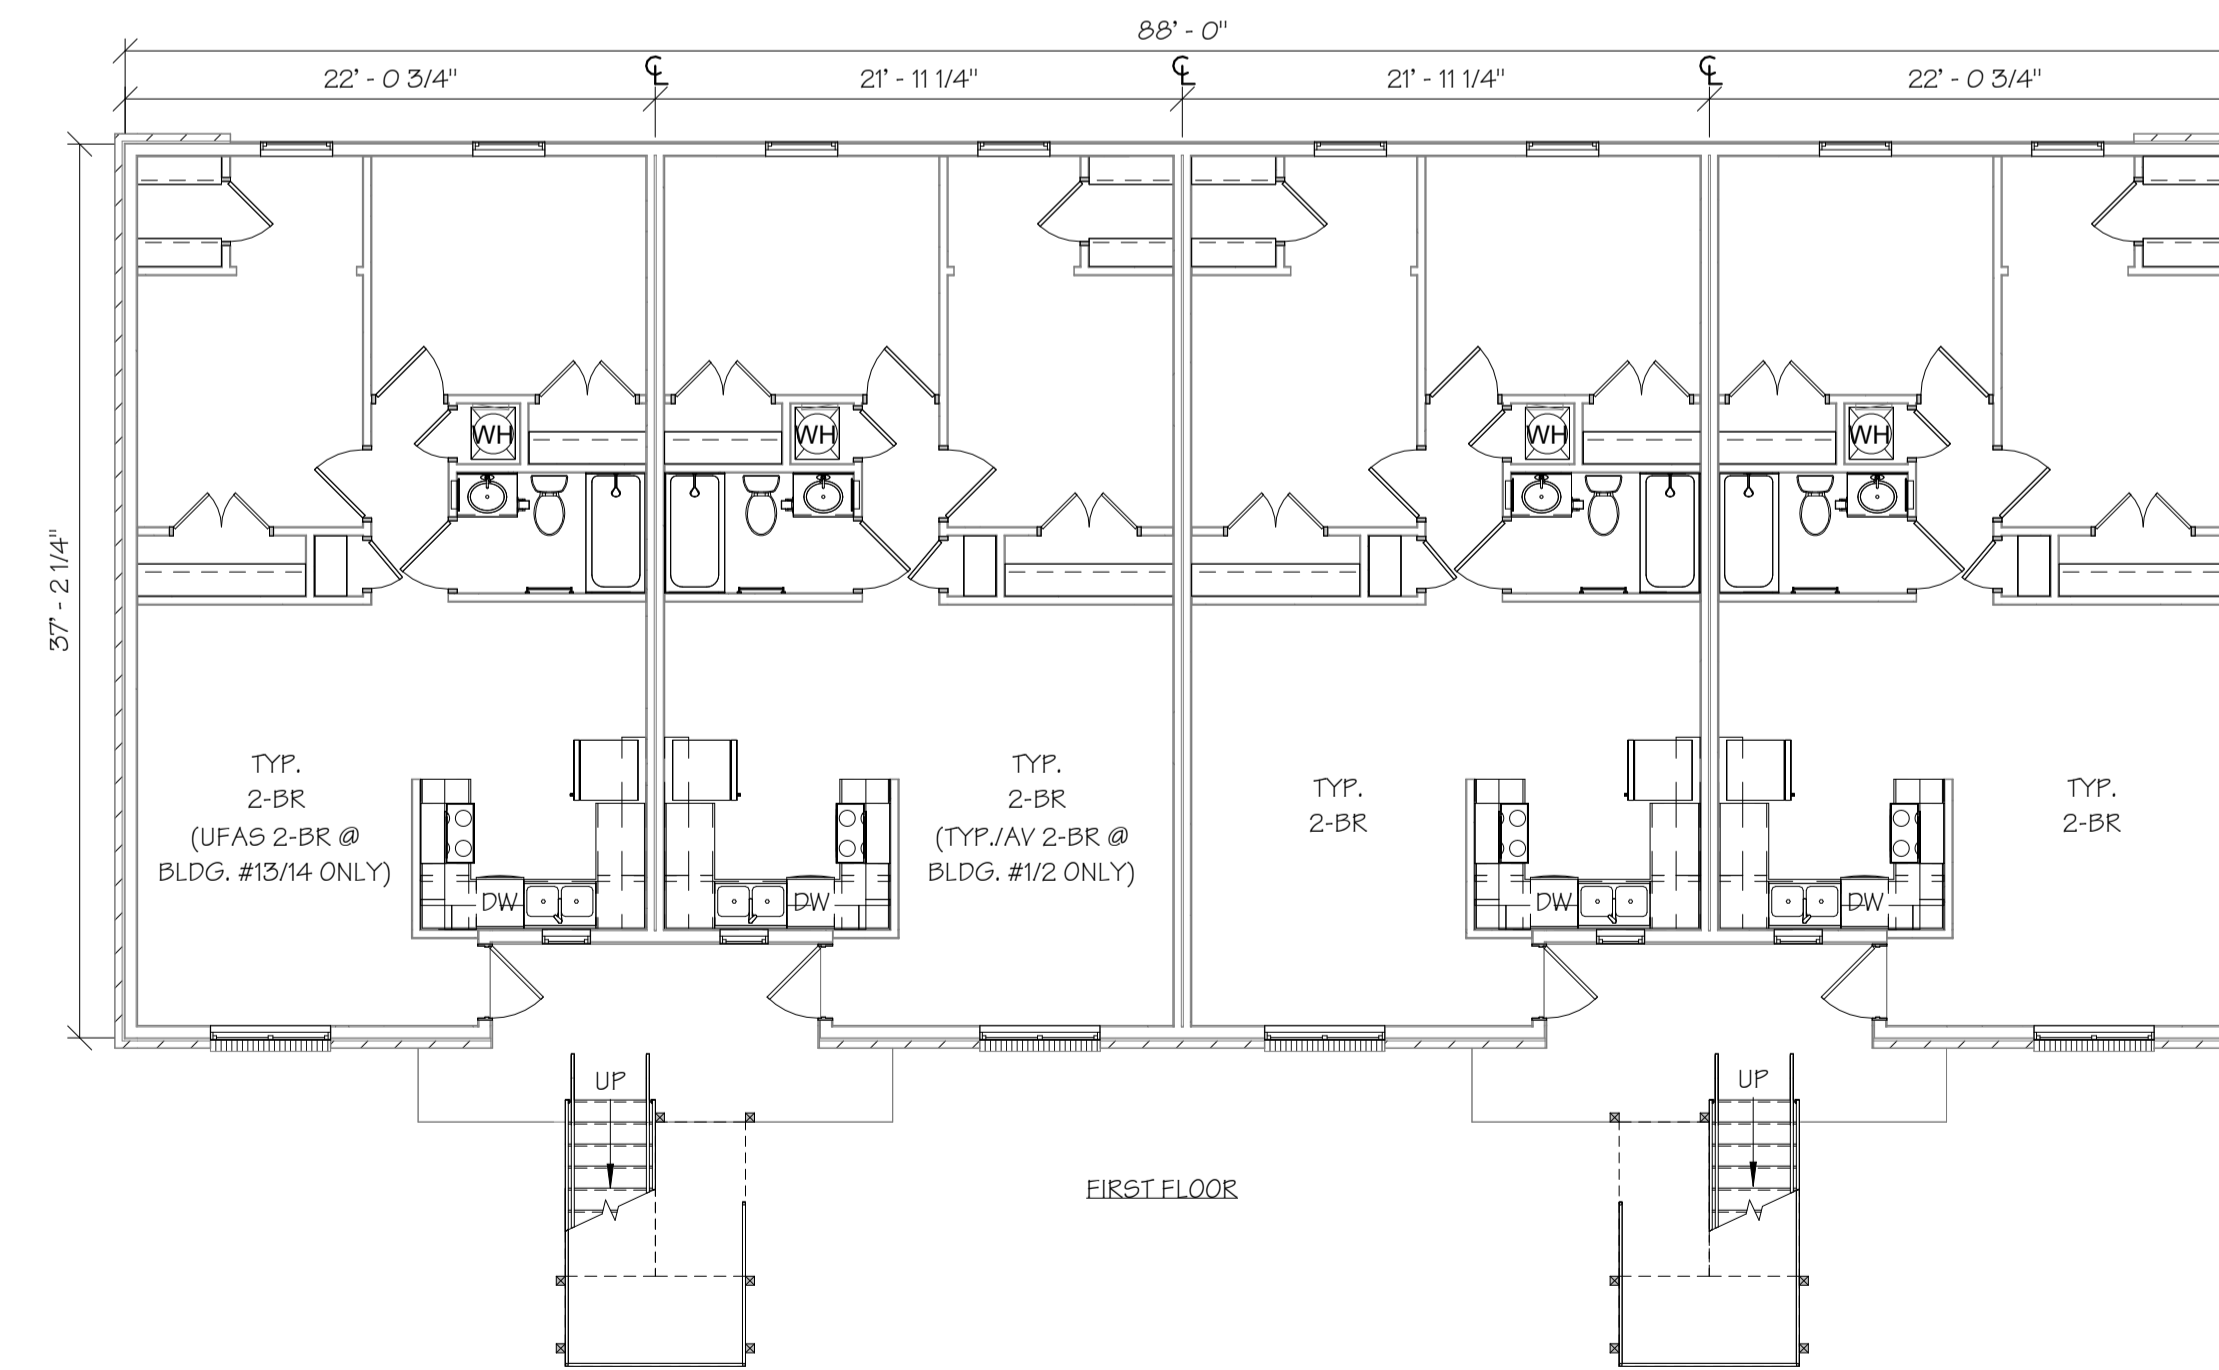 88' - 0"
22' - 0 3/4"
℄
21' - 11 1/4"
℄
21' - 11 1/4"
℄
22' - 0 3/4"
37' - 2 1/4"
WH
WH
WH
WH
TYP.
2-BR
(UFAS 2-BR @
BLDG. #13/14 ONLY)
TYP.
2-BR
(TYP./AV 2-BR @
BLDG. #1/2 ONLY)
TYP.
2-BR
TYP.
2-BR
DW
DW
DW
DW
UP
UP
FIRST FLOOR